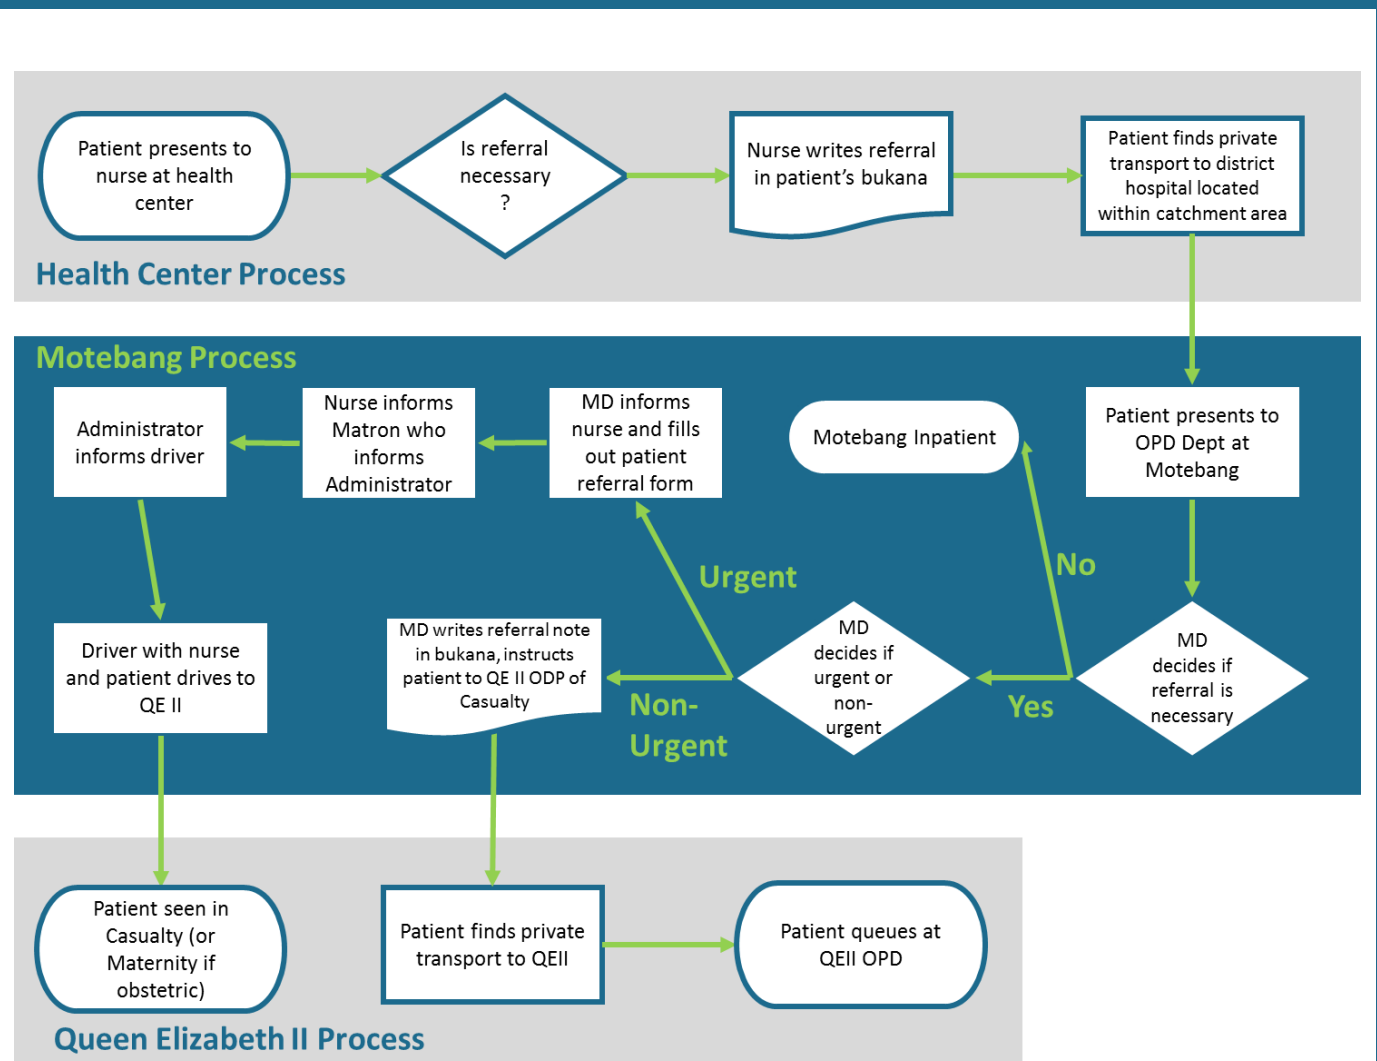 Patient presents to
nurse at health
center
Is referral
necessary
?
Nurse writes referral
in patient’s bukana
Patient finds private
transport to district
hospital located
within catchment area
Health Center Process
Motebang Process
Administrator
informs driver
Nurse informs
Matron who
informs
Administrator
MD informs
nurse and fills
out patient
referral form
Motebang Inpatient
Patient presents to
OPD Dept at
Motebang
Urgent
No
Driver with nurse
and patient drives to
QE II
MD writes referral note
in bukana, instructs
patient to QE II ODP of
Casualty
Non-
Urgent
MD
decides if
urgent or
non-
urgent
Yes
MD
decides if
referral is
necessary
Patient seen in
Casualty (or
Maternity if
obstetric)
Patient finds private
transport to QEII
Patient queues at
QEII OPD
Queen Elizabeth II Process